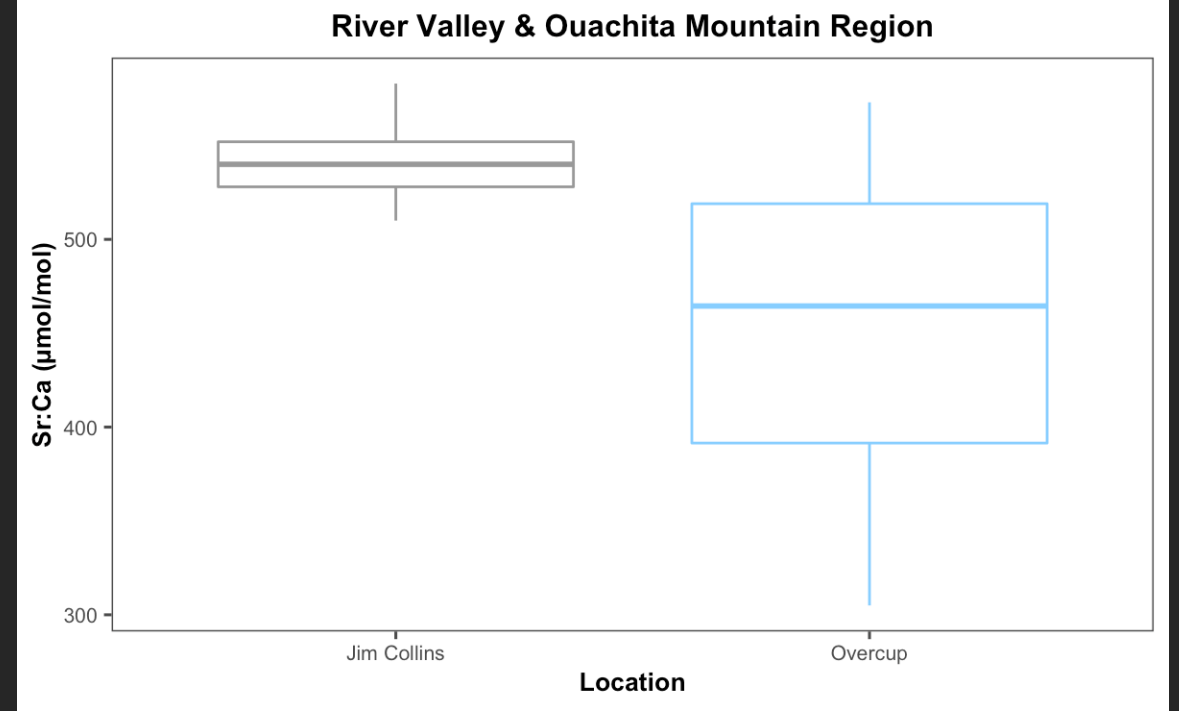 River Valley & Ouachita Mountain Region
Sr:Ca (µmol/mol)
500
400
300
Jim Collins
Overcup
Location